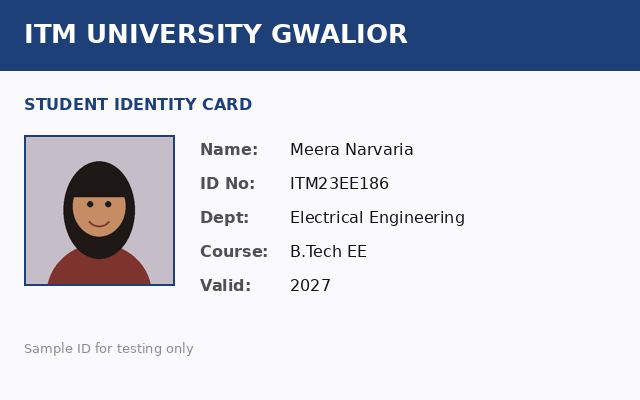 ITM UNIVERSITY GWALIOR
STUDENT IDENTITY CARD
Name: Meera Narvaria
ID No: ITM23EE186
Dept: Electrical Engineering
Course: B.Tech EE
Valid: 2027
Sample ID for testing only